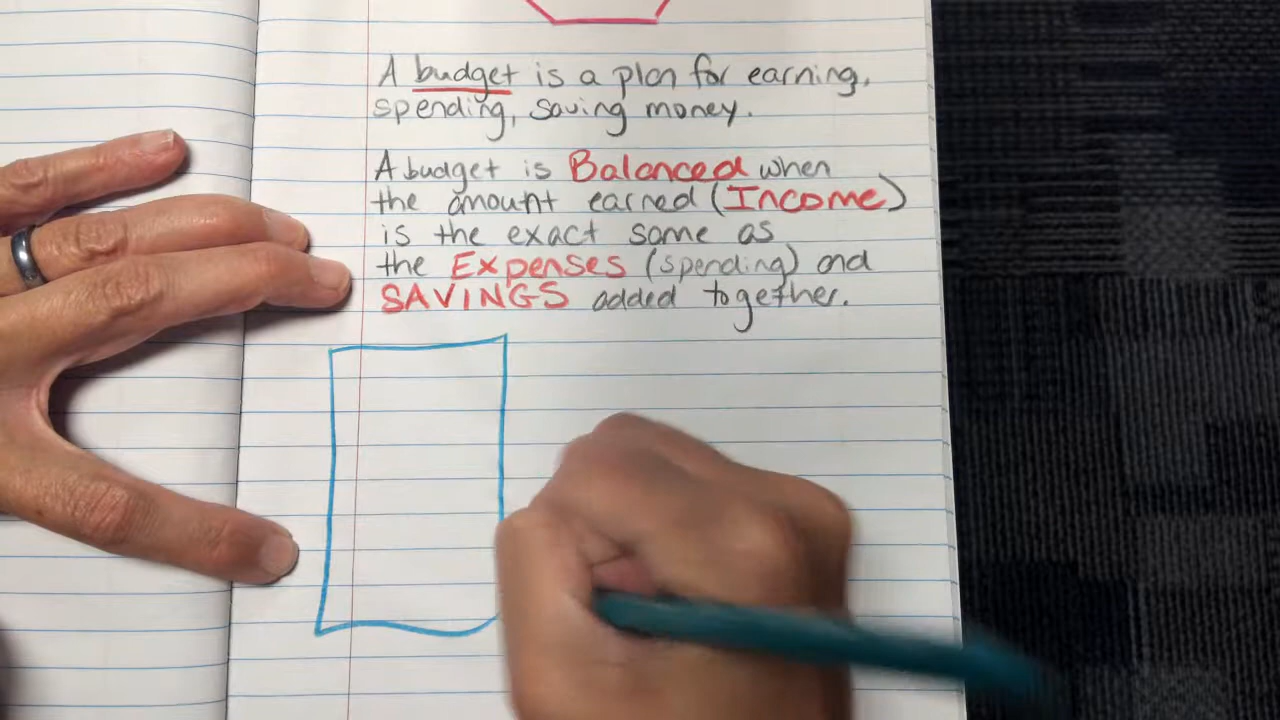 A budget is a plan for earning,
spending, saving money.
A budget is Balanced when
the amount earned (Income)
is the exact same as
the Expenses (spending) and
SAVINGS added together.